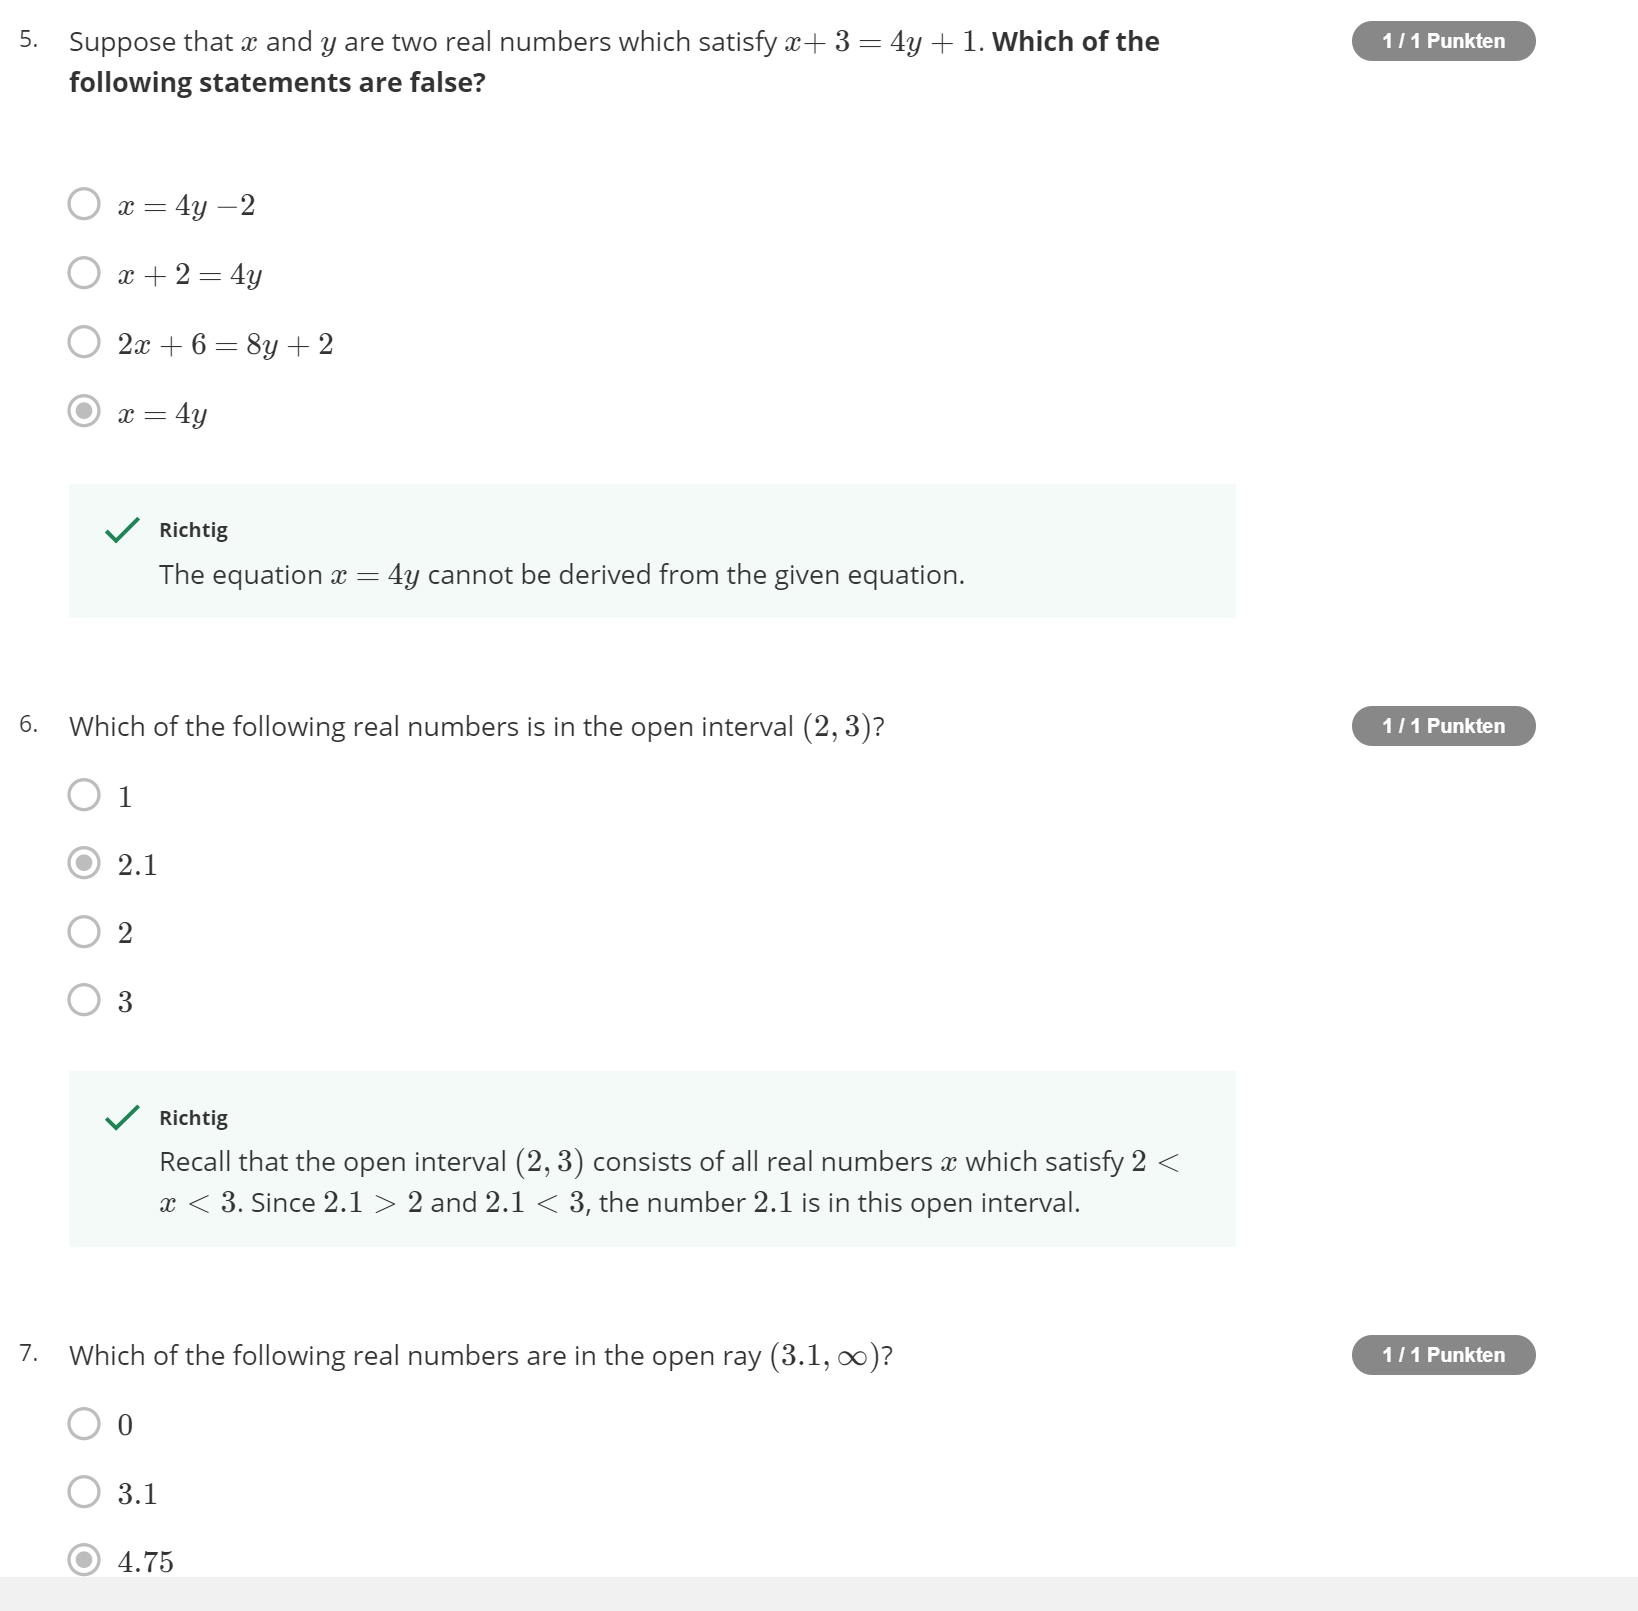 5. Suppose that x and y are two real numbers which satisfy x+ 3 = 4y + 1. Which of the
1 / 1 Punkten
following statements are false?
x = 4y −2
x + 2 = 4y
2x + 6 = 8y + 2
x = 4y
Richtig
The equation x = 4y cannot be derived from the given equation.
6. Which of the following real numbers is in the open interval (2, 3)?
1 / 1 Punkten
1
2.1
2
3
Richtig
Recall that the open interval (2, 3) consists of all real numbers x which satisfy 2 <
x < 3. Since 2.1 > 2 and 2.1 < 3, the number 2.1 is in this open interval.
7. Which of the following real numbers are in the open ray (3.1, ∞)?
1 / 1 Punkten
0
3.1
4.75